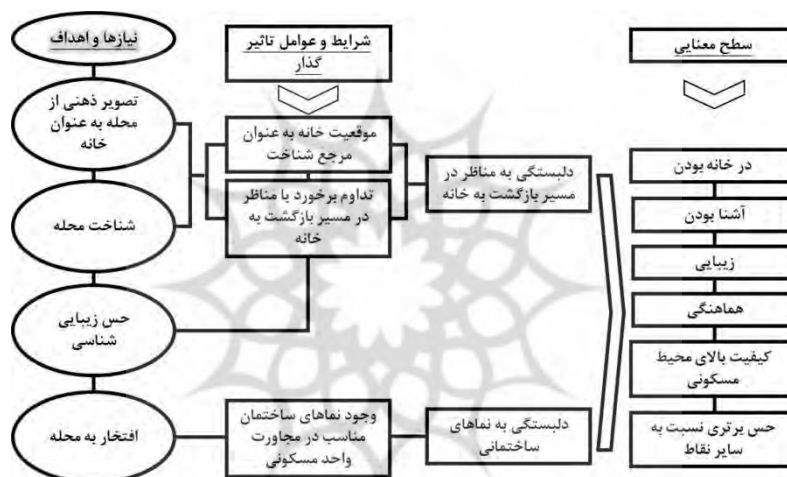 نیازها و اهداف
شرایط و عوامل تاثیر
گذار
سطح معنایی
تصویر ذهنی از
محله به عنوان
خانه
شناخت محله
حس زیبایی
شناسی
افتخار به محله
موقعیت خانه به عنوان
مرجع شناخت
تداوم برخورد با مناظر
در مسیر بازگشت به
خانه
وجود نماهای ساختمان
مناسب در مجاورت
واحد مسکونی
دلبستگی به مناظر در
مسیر بازگشت به خانه
دلبستگی به نماهای
ساختمانی
در خانه بودن
آشنا بودن
زیبایی
هماهنگی
کیفیت بالای محیط
مسکونی
حس برتری نسبت به
سایر نقاط